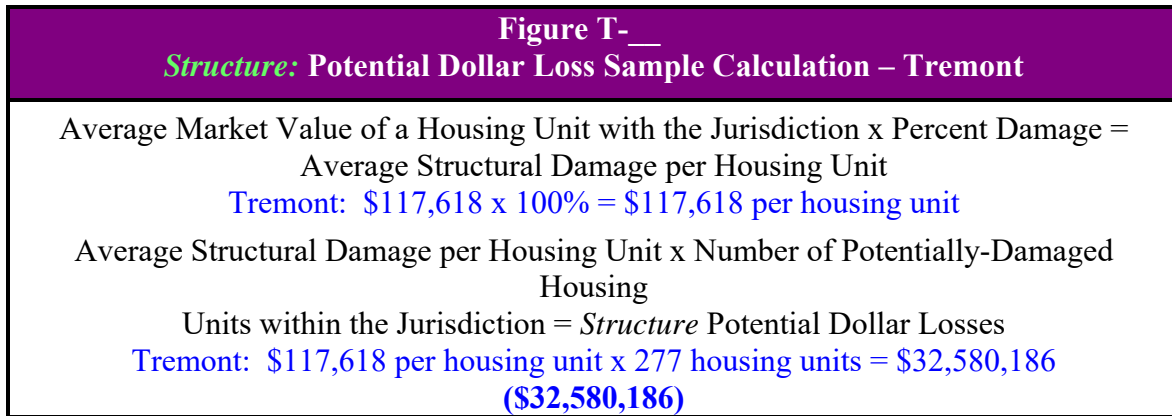 Figure T-__
Structure: Potential Dollar Loss Sample Calculation – Tremont
Average Market Value of a Housing Unit with the Jurisdiction x Percent Damage =
Average Structural Damage per Housing Unit
Tremont: $117,618 x 100% = $117,618 per housing unit
Average Structural Damage per Housing Unit x Number of Potentially-Damaged
Housing
Units within the Jurisdiction = Structure Potential Dollar Losses
Tremont: $117,618 per housing unit x 277 housing units = $32,580,186
($32,580,186)